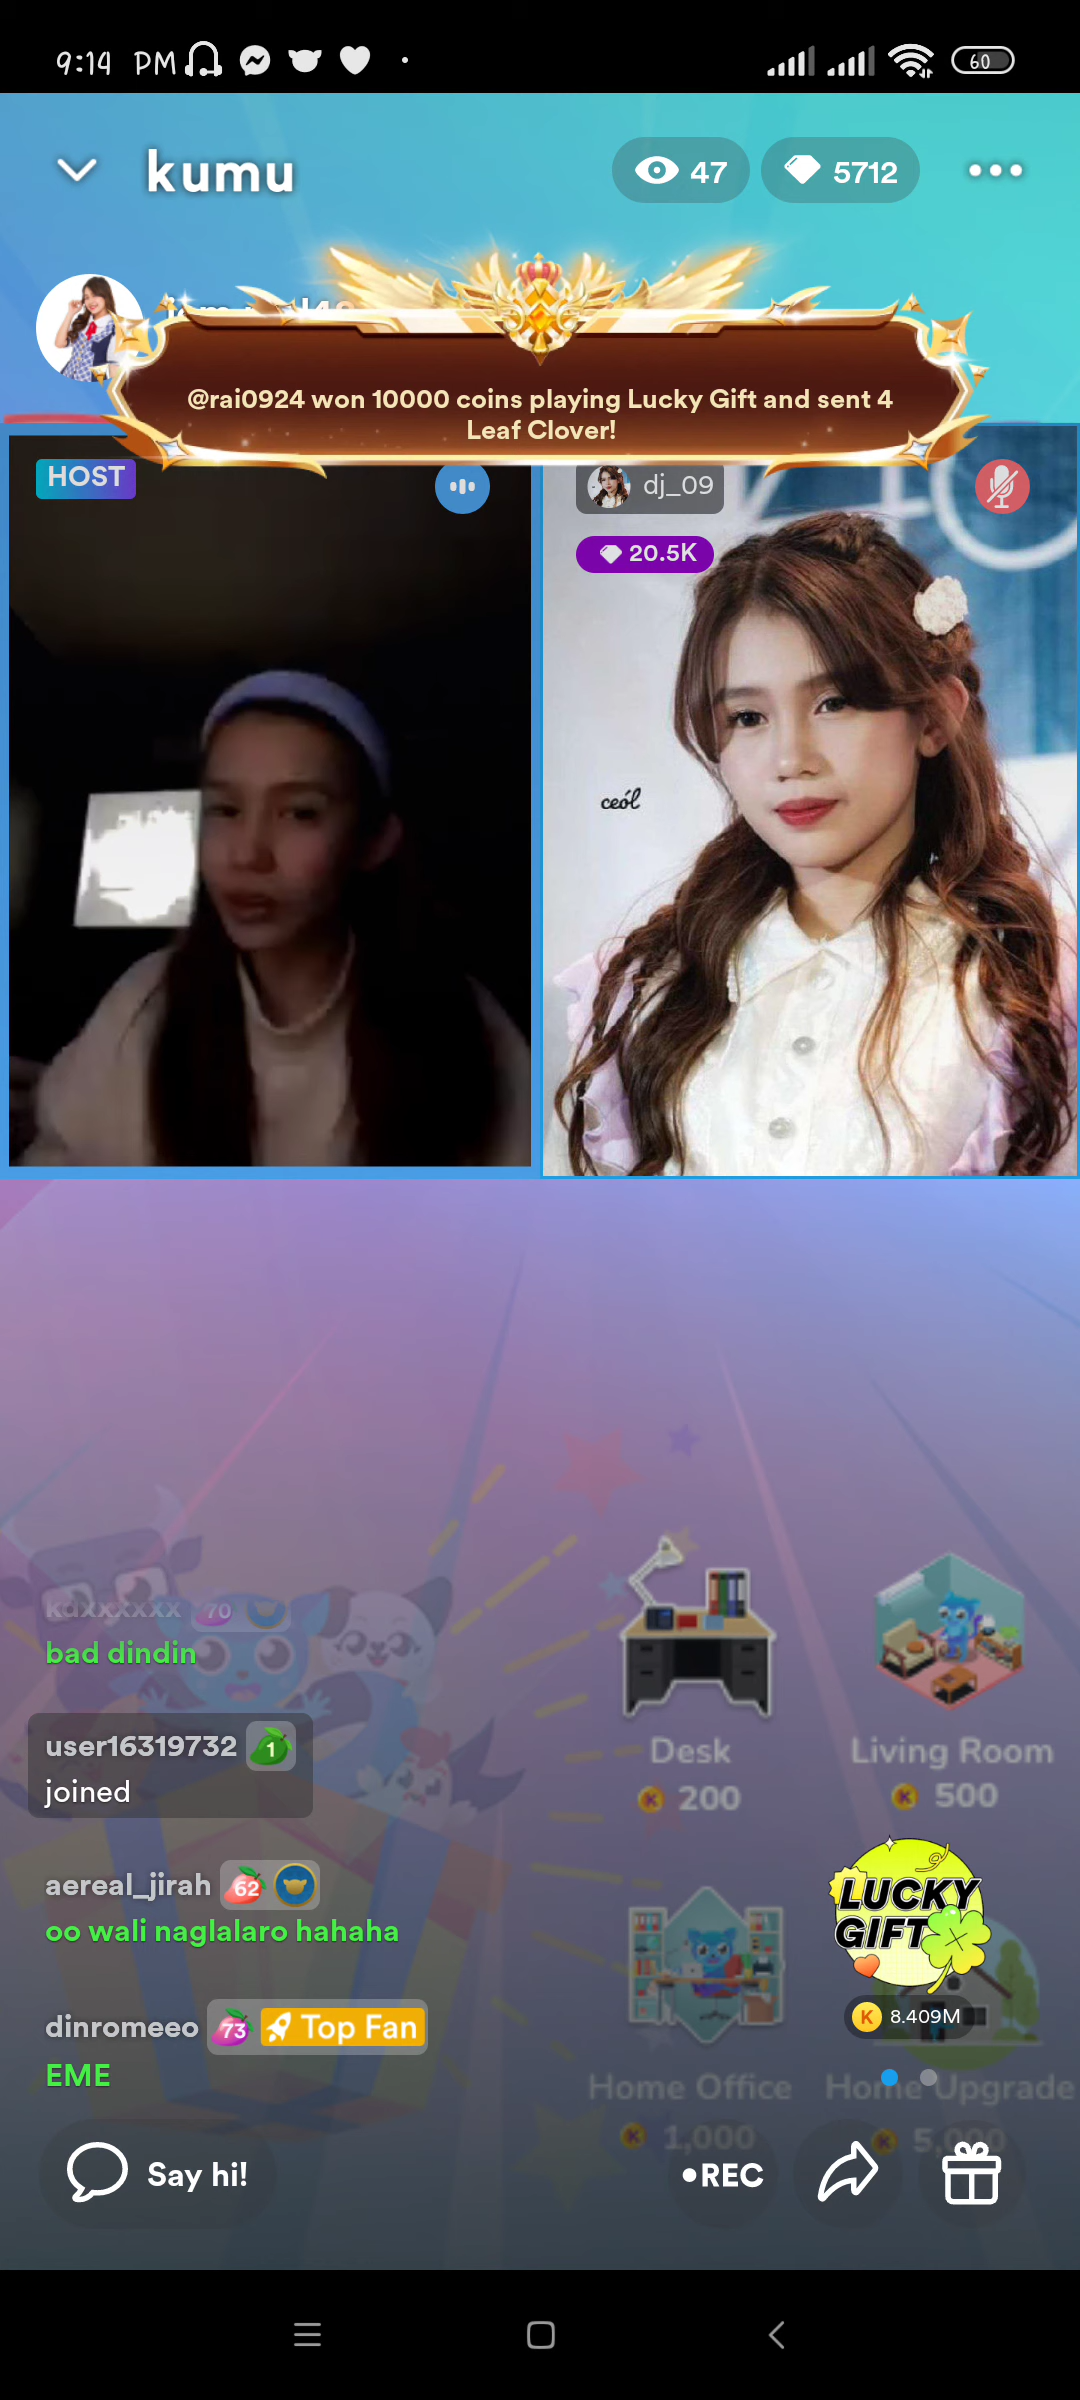 9:14 PM
60
kumu
47
5712
@rai0924 won 10000 coins playing Lucky Gift and sent 4
Leaf Clover!
HOST
dj_09
20.5K
ceól
kaxxxxxx 70
bad dindin
user16319732 1
joined
aereal_jirah 62
oo wali naglalaro hahaha
dinromeeo 73 Top Fan
EME
Desk
200
Living Room
500
LUCKY
GIFT
K 8.409M
Home Office
1,000
Home Upgrade
Say hi!
REC